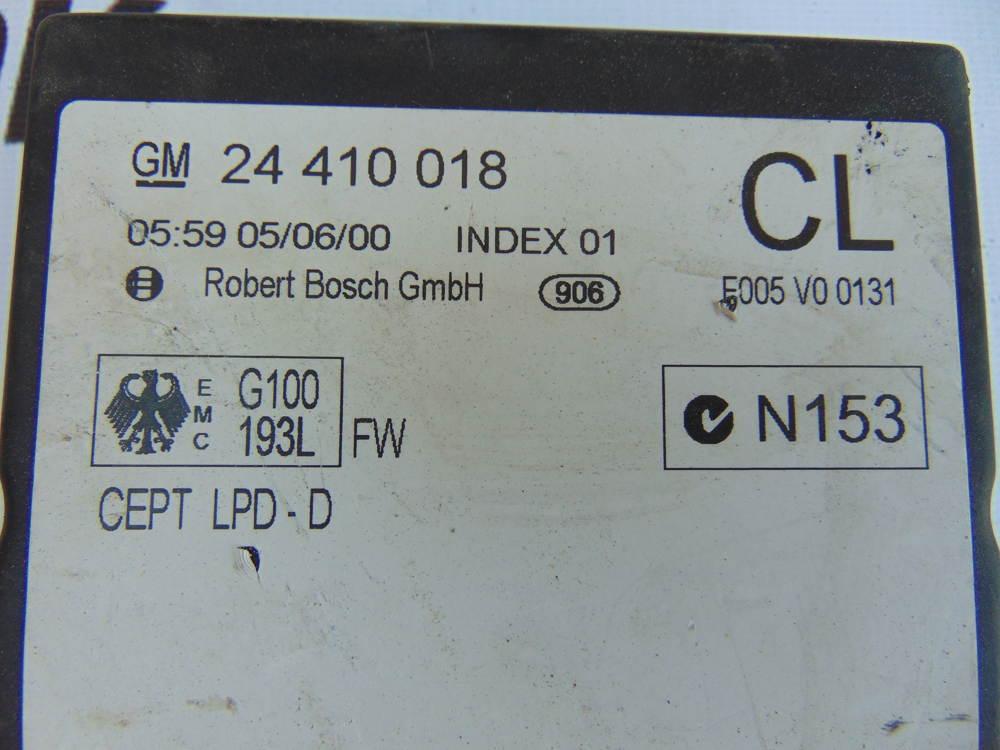 GM 24 410 018
CL
05:59 05/06/00 INDEX 01
Robert Bosch GmbH 906
F005 V0 0131
EMC
G100
193L
FW
N153
CEPT LPD - D